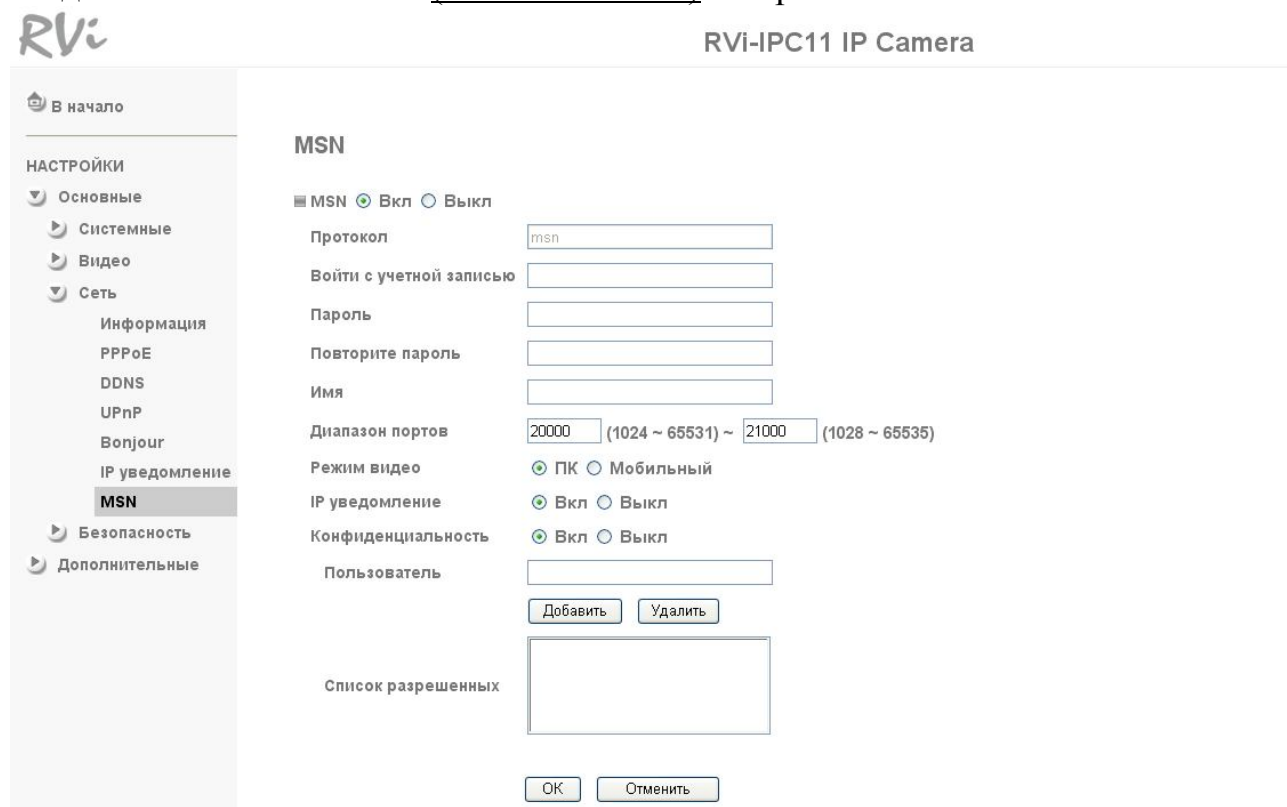 RVi
RVi-IPC11 IP Camera
В начало
НАСТРОЙКИ
Основные
Системные
Видео
Сеть
Информация
PPPoE
DDNS
UPnP
Bonjour
IP уведомление
MSN
Безопасность
Дополнительные
MSN
MSN Вкл Выкл
Протокол msn
Войти с учетной записью
Пароль
Повторите пароль
Имя
Диапазон портов 20000 (1024 ~ 65531) ~ 21000 (1028 ~ 65535)
Режим видео ПК Мобильный
IP уведомление Вкл Выкл
Конфиденциальность Вкл Выкл
Пользователь
Добавить Удалить
Список разрешенных
OK Отменить